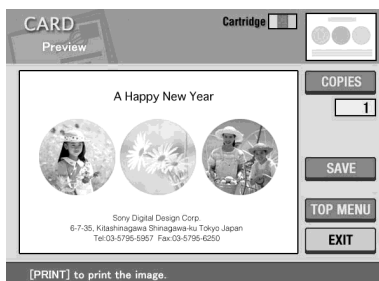 CARD
Cartridge
Preview
COPIES
1
A Happy New Year
SAVE
Sony Digital Design Corp.
6-7-35, Kitashinagawa Shinagawa-ku Tokyo Japan
Tel:03-5795-5957 Fax:03-5795-6250
TOP MENU
EXIT
[PRINT] to print the image.